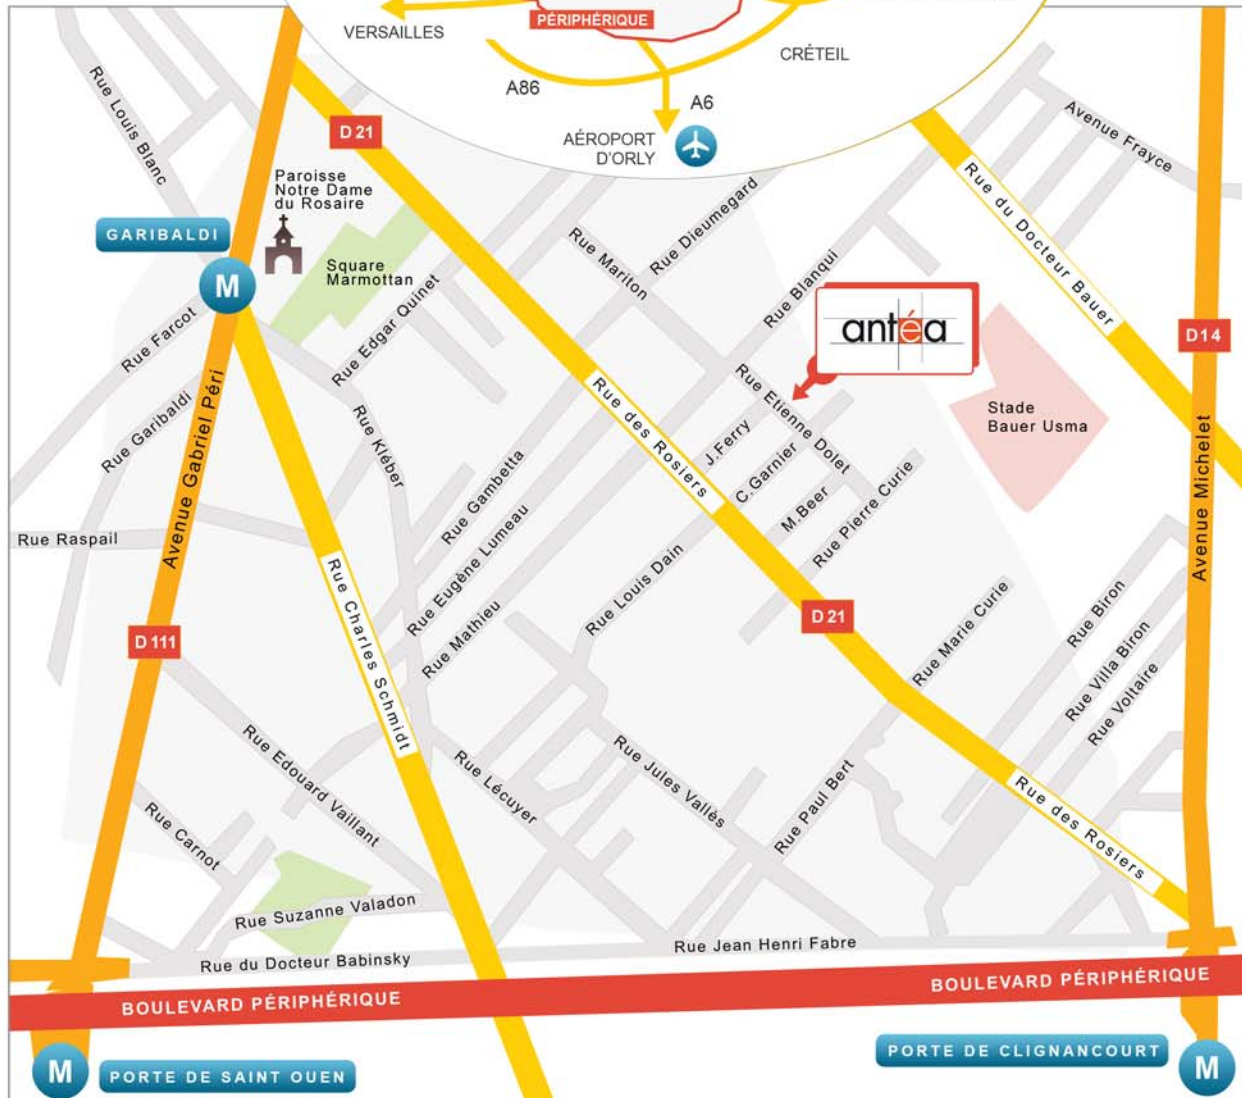 PÉRIPHÉRIQUE
VERSAILLES
CRÉTEIL
A86
A6
AÉROPORT
D'ORLY
Rue Louis Blanc
D 21
Avenue Frayce
Paroisse
Notre Dame
du Rosaire
GARIBALDI
M
Square
Marmottan
Rue Dieumegard
Rue Mariton
Rue Blanqui
Rue du Docteur Bauer
Rue Edgar Quinet
Rue Farcot
antéa
D14
Rue Garibaldi
Avenue Gabriel Péri
Rue Kléber
Rue des Rosiers
Rue Etienne Dolet
Stade
Bauer Usma
J.Ferry
C.Garnier
M.Beer
Rue Pierre Curie
Avenue Michelet
Rue Gambetta
Rue Eugène Lumeau
Rue Raspail
Rue Louis Dain
Rue Mathieu
Rue Charles Schmidt
D 111
D 21
Rue Marie Curie
Rue Biron
Rue Villa Biron
Rue Voltaire
Rue Edouard Vaillant
Rue Lécuyer
Rue Jules Vallès
Rue Paul Bert
Rue des Rosiers
Rue Carnot
Rue Suzanne Valadon
Rue du Docteur Babinsky
Rue Jean Henri Fabre
BOULEVARD PÉRIPHÉRIQUE
BOULEVARD PÉRIPHÉRIQUE
M
PORTE DE SAINT OUEN
PORTE DE CLIGNANCOURT
M